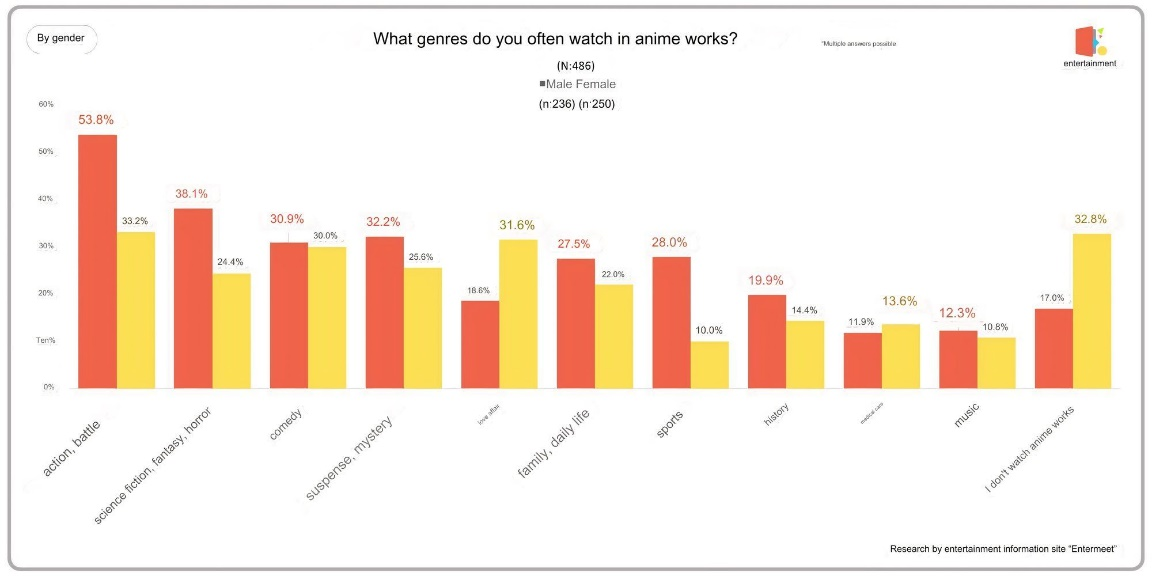 By gender
What genres do you often watch in anime works?
*Multiple answers possible
entertainment
(N:486)
■Male Female
(n·236) (n·250)
60%
50%
40%
30%
20%
Ten%
0%
53.8%
33.2%
38.1%
24.4%
30.9%
30.0%
32.2%
25.6%
18.6%
31.6%
27.5%
22.0%
28.0%
10.0%
19.9%
14.4%
11.9%
13.6%
12.3%
10.8%
17.0%
32.8%
action, battle
science fiction, fantasy, horror
comedy
suspense, mystery
love affair
family, daily life
sports
history
medical care
music
I don't watch anime works
Research by entertainment information site "Entermeet"